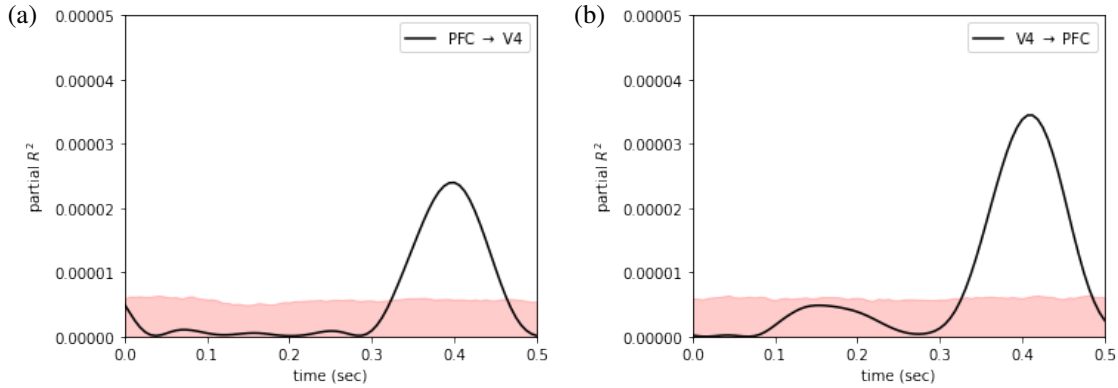 (a)
0.00005
0.00004
0.00003
0.00002
0.00001
0.00000
partial R²
PFC → V4
0.0 0.1 0.2 0.3 0.4 0.5
time (sec)
(b)
0.00005
0.00004
0.00003
0.00002
0.00001
0.00000
partial R²
V4 → PFC
0.0 0.1 0.2 0.3 0.4 0.5
time (sec)